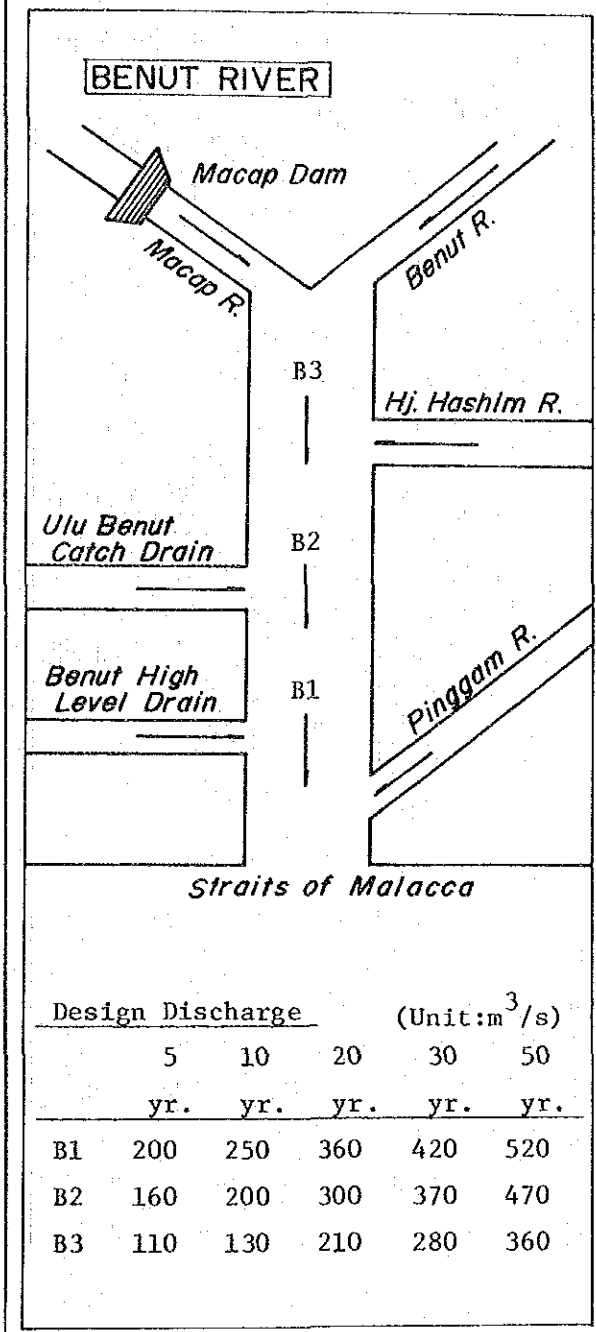 BENUT RIVER
Macap Dam
Macap R.
Benut R.
B3
Hj. Hashim R.
Ulu Benut
Catch Drain
B2
Benut High
Level Drain
B1
Pinggam R.
Straits of Malacca
Design Discharge (Unit:m³/s)
5 10 20 30 50
yr. yr. yr. yr. yr.
B1 200 250 360 420 520
B2 160 200 300 370 470
B3 110 130 210 280 360